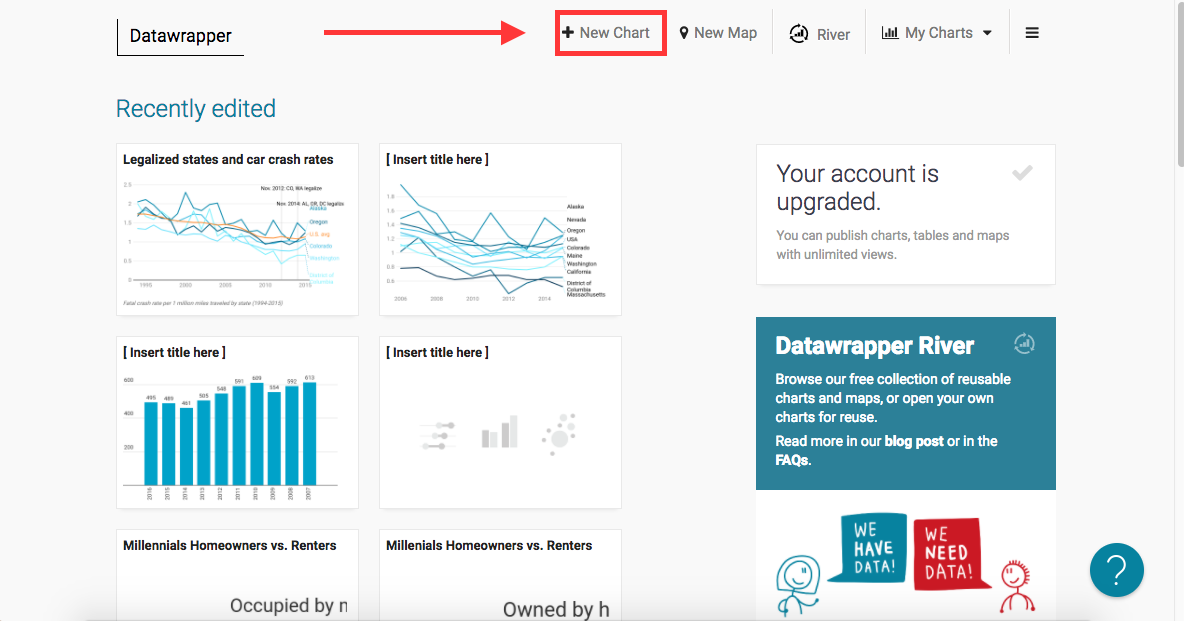 Datawrapper
New Chart
New Map
River
My Charts
Recently edited
Legalized states and car crash rates
2.5
2
1.5
1
0.5
0
Nov. 2012: CO, WA legalize
Nov. 2014: AL, OR, DC legalize
Alaska
Oregon
U.S. avg.
Colorado
Washington
District of
Columbia
1995
2000
2005
2010
2015
Fatal crash rate per 1 million miles traveled by state (1994-2015)
[ Insert title here ]
1.8
1.6
1.4
1.2
1
0.8
0.6
Alaska
Nevada
Oregon
USA
Colorado
Maine
Washington
California
District of
Columbia
Massachusetts
2006
2008
2010
2012
2014
Your account is
upgraded.
You can publish charts, tables and maps
with unlimited views.
[ Insert title here ]
600
400
200
495
489
461
505
548
591
609
554
592
613
2016
2015
2014
2013
2012
2011
2010
2009
2008
2007
[ Insert title here ]
Datawrapper River
Browse our free collection of reusable
charts and maps, or open your own
charts for reuse.
Read more in our blog post or in the
FAQs.
Millennials Homeowners vs. Renters
Occupied by
Millenials Homeowners vs. Renters
Owned by h
WE
HAVE
DATA!
WE
NEED
DATA!
?